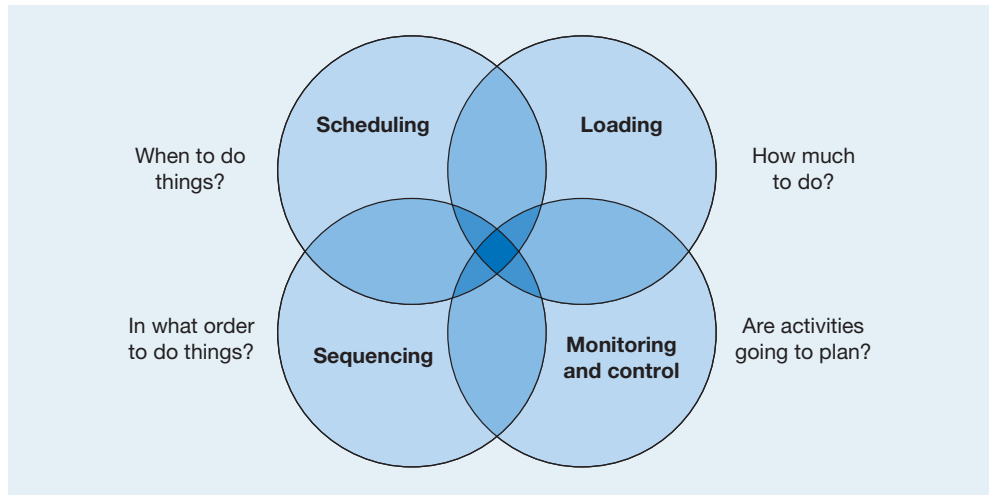 Scheduling
Loading
When to do
things?
How much
to do?
In what order
to do things?
Sequencing
Monitoring
and control
Are activities
going to plan?